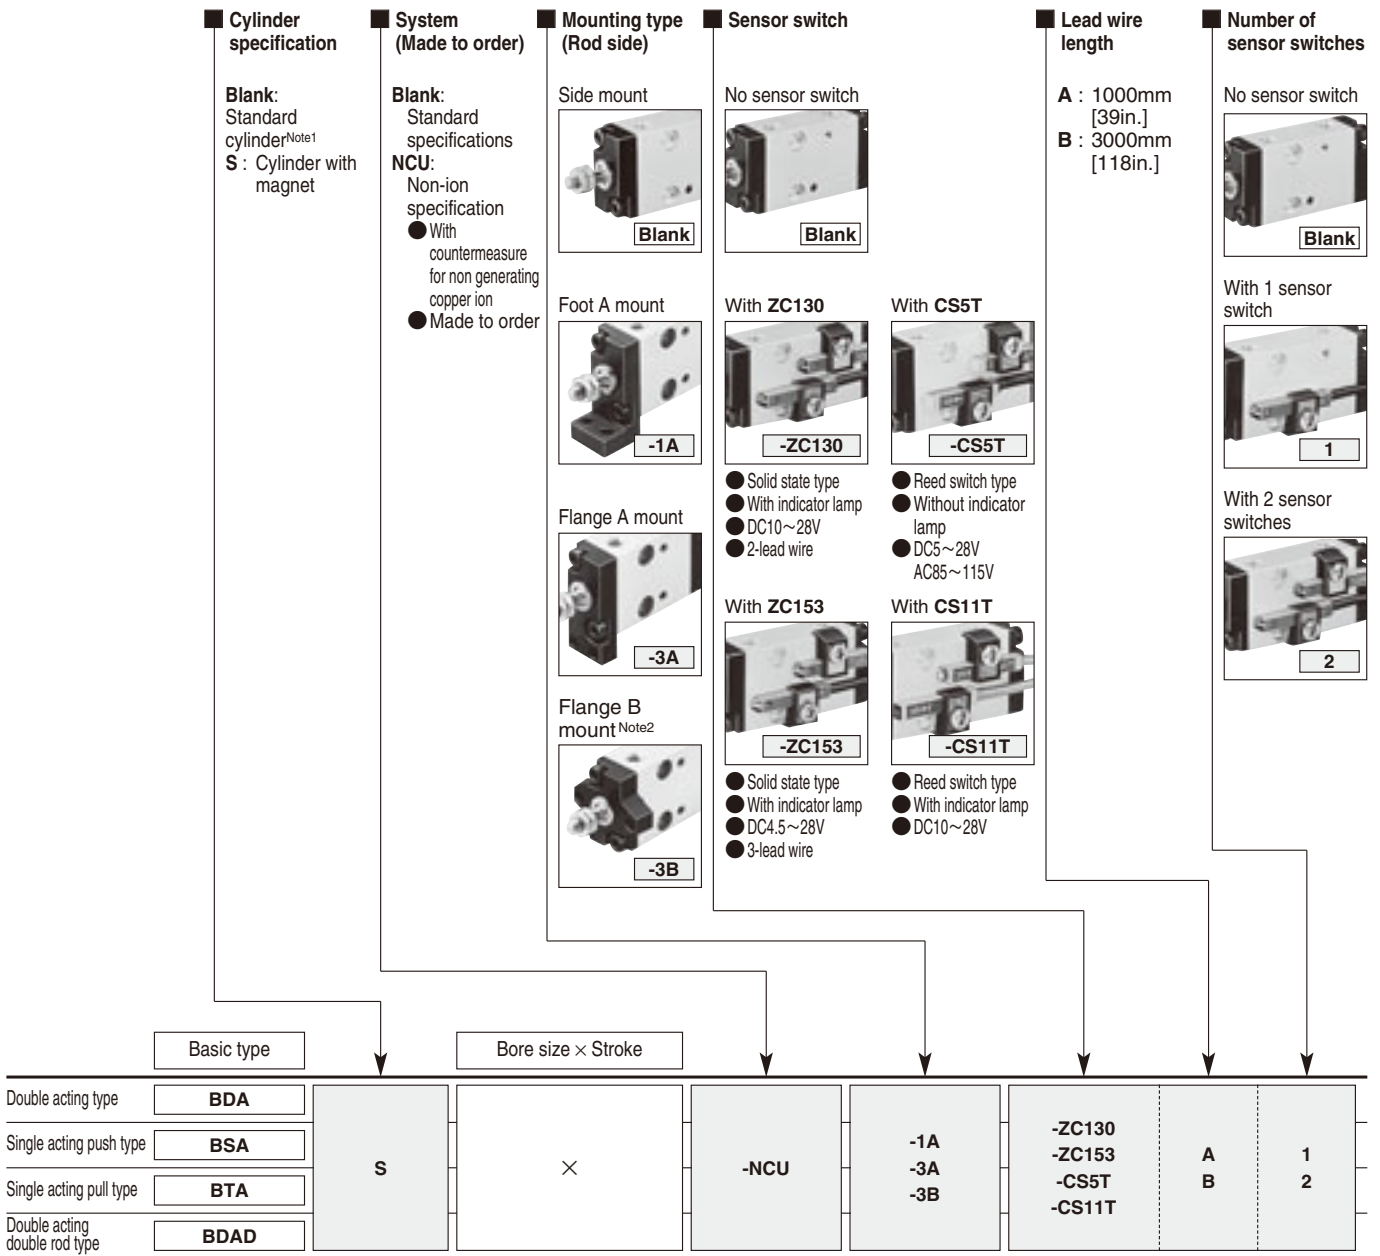 ■ Cylinder
specification
Blank:
Standard
cylinderNote1
S : Cylinder with
magnet
■ System
(Made to order)
Blank:
Standard
specifications
NCU:
Non-ion
specification
● With
countermeasure
for non generating
copper ion
● Made to order
■ Mounting type
(Rod side)
Side mount
Blank
Foot A mount
-1A
Flange A mount
-3A
Flange B
mount Note2
-3B
■ Sensor switch
No sensor switch
Blank
With ZC130
-ZC130
● Solid state type
● With indicator lamp
● DC10～28V
● 2-lead wire
With CS5T
-CS5T
● Reed switch type
● Without indicator
lamp
● DC5～28V
AC85～115V
With ZC153
-ZC153
● Solid state type
● With indicator lamp
● DC4.5～28V
● 3-lead wire
With CS11T
-CS11T
● Reed switch type
● With indicator lamp
● DC10～28V
■ Lead wire
length
A : 1000mm
[39in.]
B : 3000mm
[118in.]
■ Number of
sensor switches
No sensor switch
Blank
With 1 sensor
switch
1
With 2 sensor
switches
2
Basic type
Bore size × Stroke
Double acting type
BDA
Single acting push type
BSA
Single acting pull type
BTA
Double acting
double rod type
BDAD
S
×
-NCU
-1A
-3A
-3B
-ZC130
-ZC153
-CS5T
-CS11T
A
B
1
2